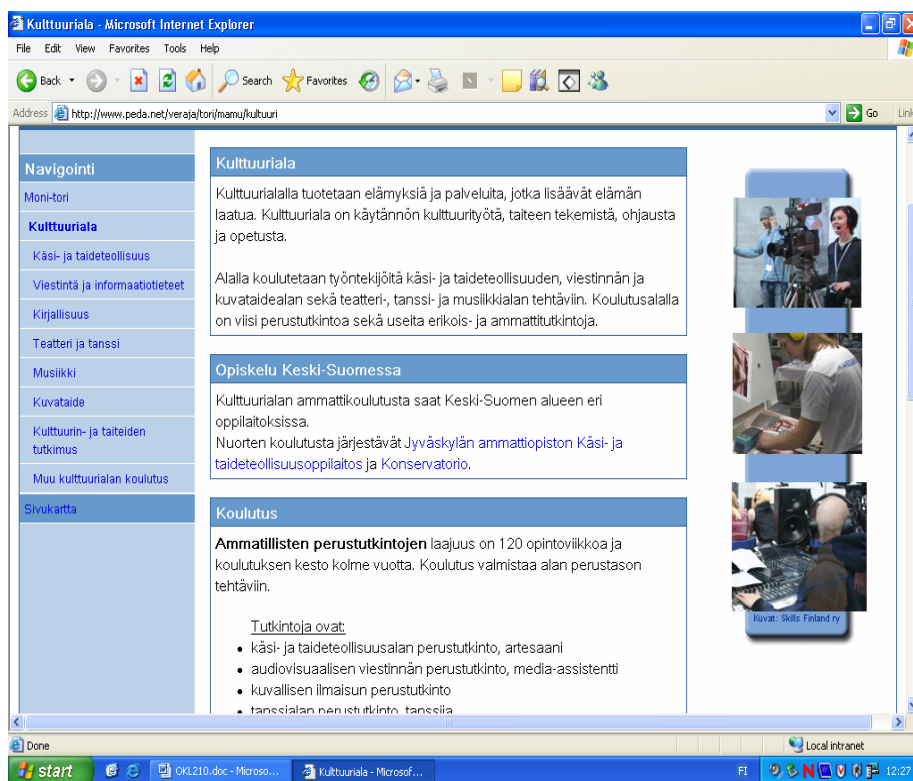 Kulttuuriala - Microsoft Internet Explorer
File Edit View Favorites Tools Help
Back Search Favorites
Address http://www.peda.net/veraja/tori/mamu/kultuuri Go Link
Navigointi
Moni-tori
Kulttuuriala
Käsi- ja taideteollisuus
Viestintä ja informaatiotieteet
Kirjallisuus
Teatteri ja tanssi
Musiikki
Kuvataide
Kulttuurin- ja taiteiden
tutkimus
Muu kulttuurialan koulutus
Sivukartta
Kulttuuriala
Kulttuurialalla tuotetaan elämyksiä ja palveluita, jotka lisäävät elämän
laatua. Kulttuuriala on käytännön kulttuurityötä, taiteen tekemistä, ohjausta
ja opetusta.
Alalla koulutetaan työntekijöitä käsi- ja taideteollisuuden, viestinnän ja
kuvataidealan sekä teatteri-, tanssi- ja musiikkialan tehtäviin. Koulutusalalla
on viisi perustutkintoa sekä useita erikois- ja ammattitutkintoja.
Opiskelu Keski-Suomessa
Kulttuurialan ammattikoulutusta saat Keski-Suomen alueen eri
oppilaitoksissa.
Nuorten koulutusta järjestävät Jyväskylän ammattiopiston Käsi- ja
taideteollisuusoppilaitos ja Konservatorio.
Koulutus
Ammatillisten perustutkintojen laajuus on 120 opintoviikkoa ja
koulutuksen kesto kolme vuotta. Koulutus valmistaa alan perustason
tehtäviin.
Tutkintoja ovat:
• käsi- ja taideteollisuusalan perustutkinto, artesaani
• audiovisuaalisen viestinnän perustutkinto, media-assistentti
• kuvallisen ilmaisun perustutkinto
• tanssialan perustutkinto, tanssija
Kuvat: Skills Finland ry
Done Local intranet
start OKL210.doc - Microso... Kulttuuriala - Microsof... FI 12:27